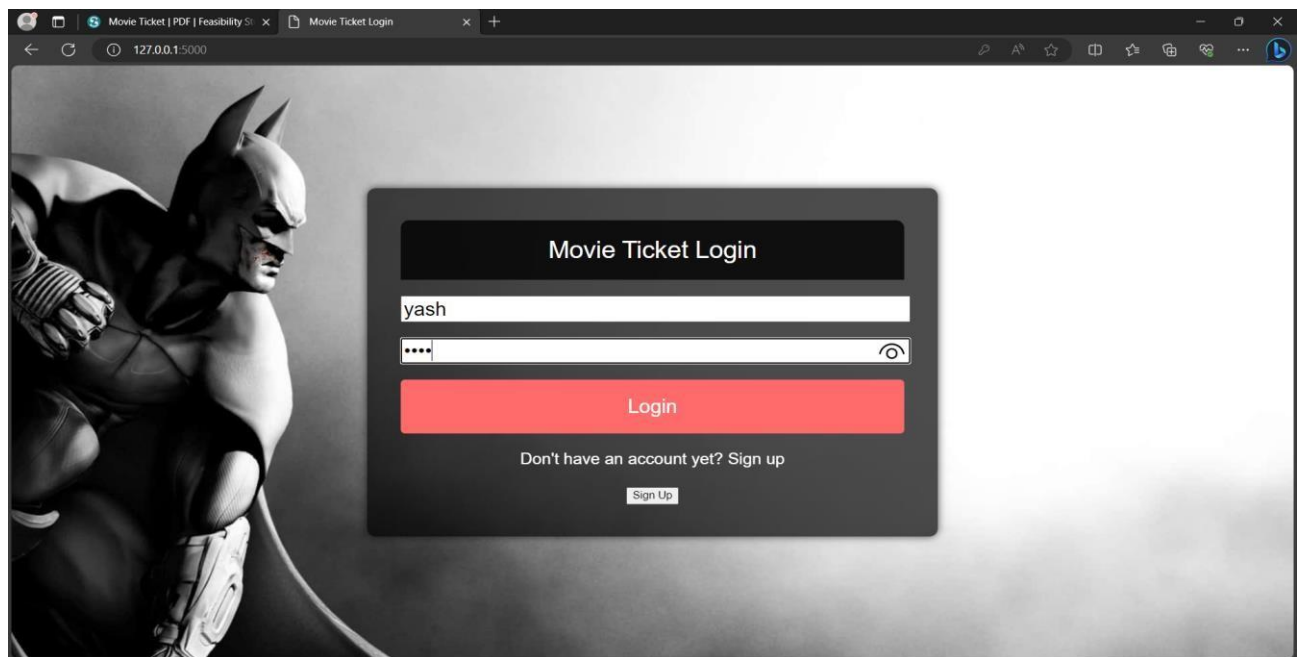 Movie Ticket | PDF | Feasibility St
Movie Ticket Login
127.0.0.1:5000
Movie Ticket Login
yash
••••
Login
Don't have an account yet? Sign up
Sign Up